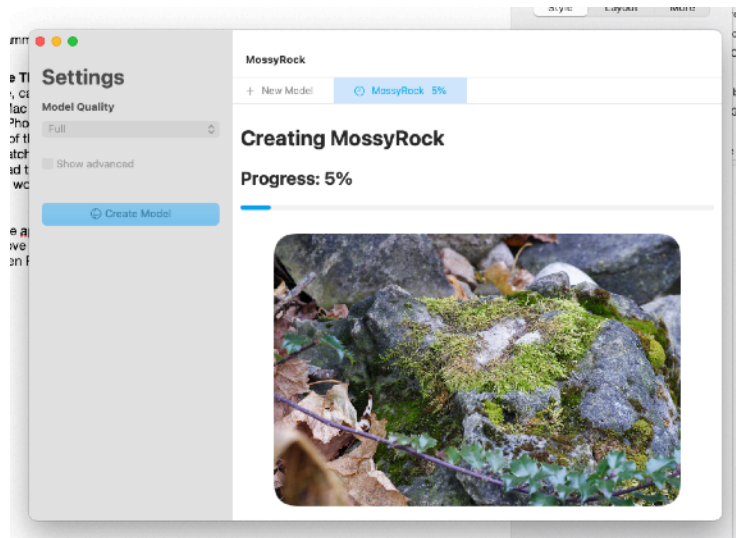 Style Layout More
MossyRock
Settings
+ New Model
MossyRock 5%
Model Quality
Full
Creating MossyRock
Show advanced
Progress: 5%
Create Model